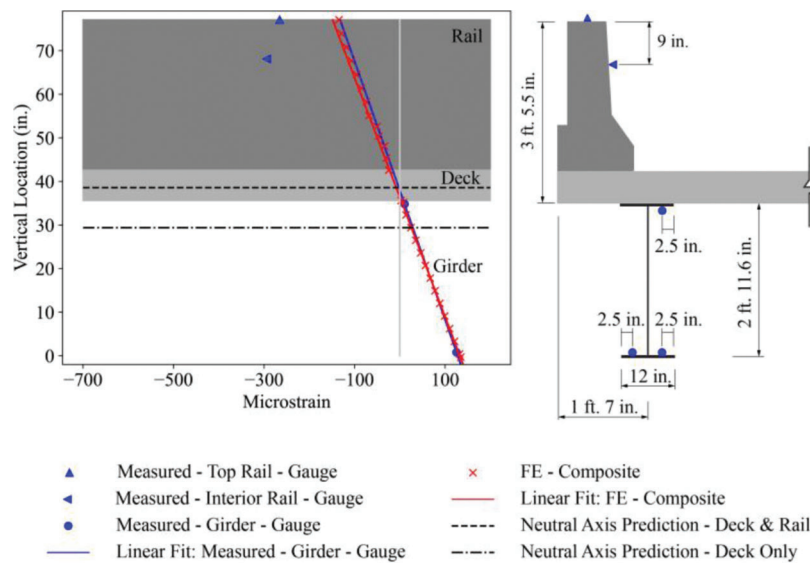 Rail
Deck
Girder
70
60
50
40
30
20
10
0
Vertical Location (in.)
−700
−500
−300
−100
100
Microstrain
9 in.
3 ft. 5.5 in.
2.5 in.
2 ft. 11.6 in.
2.5 in.
2.5 in.
12 in.
1 ft. 7 in.
Measured - Top Rail - Gauge
Measured - Interior Rail - Gauge
Measured - Girder - Gauge
Linear Fit: Measured - Girder - Gauge
FE - Composite
Linear Fit: FE - Composite
Neutral Axis Prediction - Deck & Rail
Neutral Axis Prediction - Deck Only